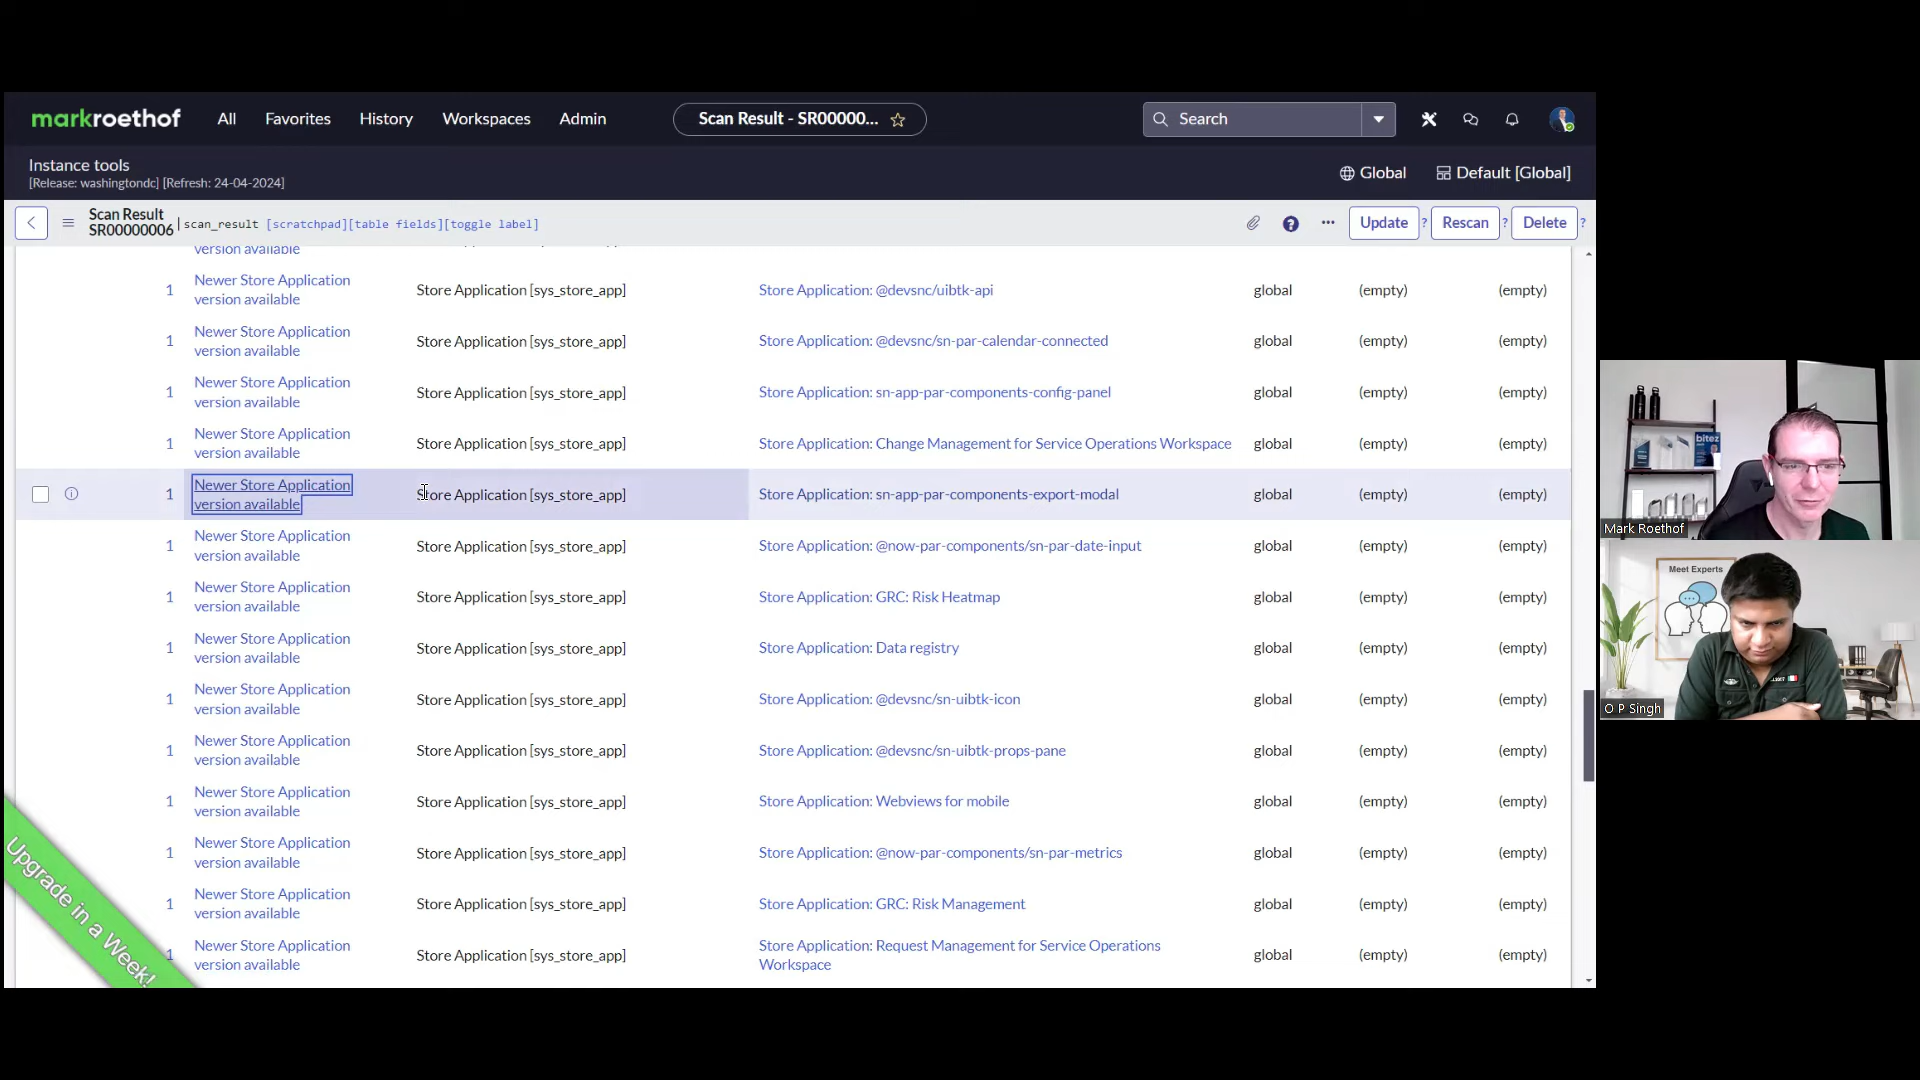 markroethof All Favorites History Workspaces Admin Scan Result - SR00000... Search
Instance tools
[Release: washingtondc] [Refresh: 24-04-2024] Global Default [Global]
Scan Result
SR00000006 scan_result [scratchpad][table fields][toggle label] Update ? Rescan ? Delete ?
version available
1 Newer Store Application version available Store Application [sys_store_app] Store Application: @devsnc/uibtk-api global (empty) (empty)
1 Newer Store Application version available Store Application [sys_store_app] Store Application: @devsnc/sn-par-calendar-connected global (empty) (empty)
1 Newer Store Application version available Store Application [sys_store_app] Store Application: sn-app-par-components-config-panel global (empty) (empty)
1 Newer Store Application version available Store Application [sys_store_app] Store Application: Change Management for Service Operations Workspace global (empty) (empty)
1 Newer Store Application version available Store Application [sys_store_app] Store Application: sn-app-par-components-export-modal global (empty) (empty)
1 Newer Store Application version available Store Application [sys_store_app] Store Application: @now-par-components/sn-par-date-input global (empty) (empty)
1 Newer Store Application version available Store Application [sys_store_app] Store Application: GRC: Risk Heatmap global (empty) (empty)
1 Newer Store Application version available Store Application [sys_store_app] Store Application: Data registry global (empty) (empty)
1 Newer Store Application version available Store Application [sys_store_app] Store Application: @devsnc/sn-uibtk-icon global (empty) (empty)
1 Newer Store Application version available Store Application [sys_store_app] Store Application: @devsnc/sn-uibtk-props-pane global (empty) (empty)
1 Newer Store Application version available Store Application [sys_store_app] Store Application: Webviews for mobile global (empty) (empty)
1 Newer Store Application version available Store Application [sys_store_app] Store Application: @now-par-components/sn-par-metrics global (empty) (empty)
1 Newer Store Application version available Store Application [sys_store_app] Store Application: GRC: Risk Management global (empty) (empty)
1 Newer Store Application version available Store Application [sys_store_app] Store Application: Request Management for Service Operations Workspace global (empty) (empty)
Upgrade in a Week!
bitez
Mark Roethof
Meet Experts
O P Singh